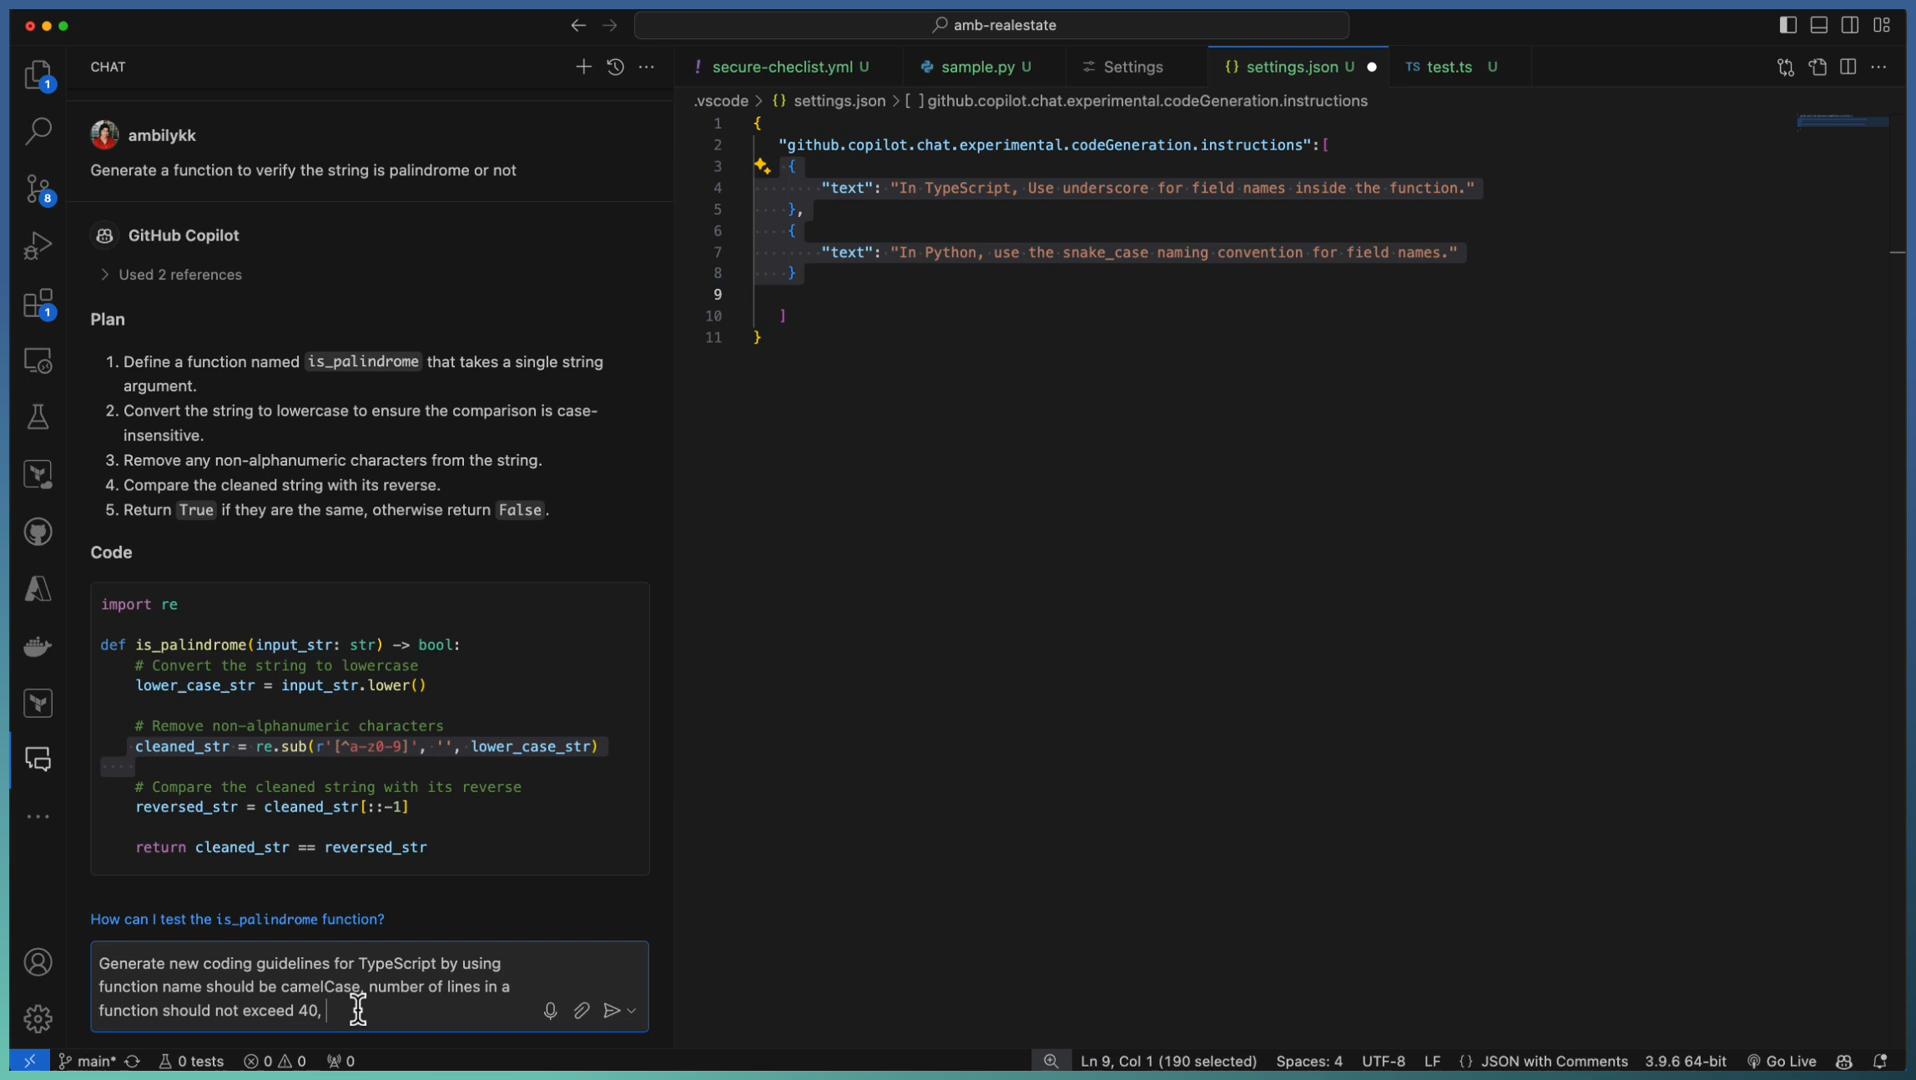 amb-realestate
CHAT
! secure-checlist.yml U
sample.py U
Settings
{} settings.json U
TS test.ts U
.vscode > {} settings.json > [ ] github.copilot.chat.experimental.codeGeneration.instructions
1
8
1
ambilykk
Generate a function to verify the string is palindrome or not
GitHub Copilot
> Used 2 references
Plan
1. Define a function named is_palindrome that takes a single string
argument.
2. Convert the string to lowercase to ensure the comparison is case-
insensitive.
3. Remove any non-alphanumeric characters from the string.
4. Compare the cleaned string with its reverse.
5. Return True if they are the same, otherwise return False.
Code
import re
def is_palindrome(input_str: str) -> bool:
# Convert the string to lowercase
lower_case_str = input_str.lower()
# Remove non-alphanumeric characters
cleaned_str = re.sub(r'[^a-z0-9]', '', lower_case_str)
# Compare the cleaned string with its reverse
reversed_str = cleaned_str[::-1]
return cleaned_str == reversed_str
How can I test the is_palindrome function?
Generate new coding guidelines for TypeScript by using
function name should be camelCase, number of lines in a
function should not exceed 40,
1 {
2 "github.copilot.chat.experimental.codeGeneration.instructions":[
3 {
4 "text": "In TypeScript, Use underscore for field names inside the function."
5 },
6 {
7 "text": "In Python, use the snake_case naming convention for field names."
8 }
9
10 ]
11 }
main* 0 tests 0 0 0
Ln 9, Col 1 (190 selected) Spaces: 4 UTF-8 LF {} JSON with Comments 3.9.6 64-bit Go Live